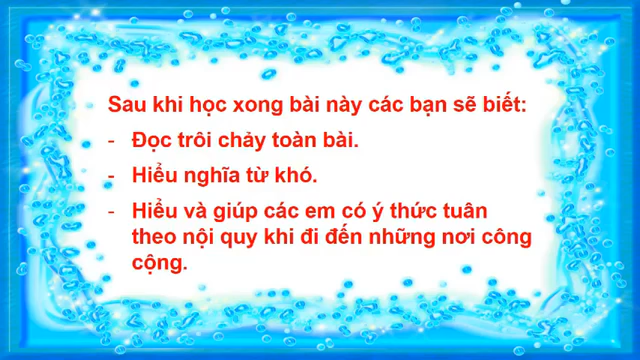 Sau khi học xong bài này các bạn sẽ biết:
- Đọc trôi chảy toàn bài.
- Hiểu nghĩa từ khó.
- Hiểu và giúp các em có ý thức tuân
theo nội quy khi đi đến những nơi công
cộng.